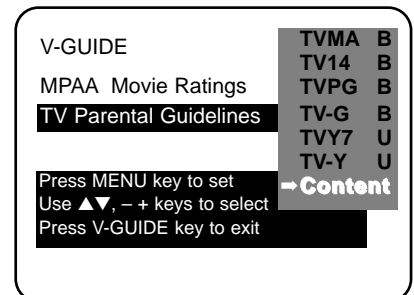 V-GUIDE
MPAA Movie Ratings
TV Parental Guidelines
Press MENU key to set
Use ▲▼, – + keys to select
Press V-GUIDE key to exit
TVMA B
TV14 B
TVPG B
TV-G B
TVY7 U
TV-Y U
➡Content